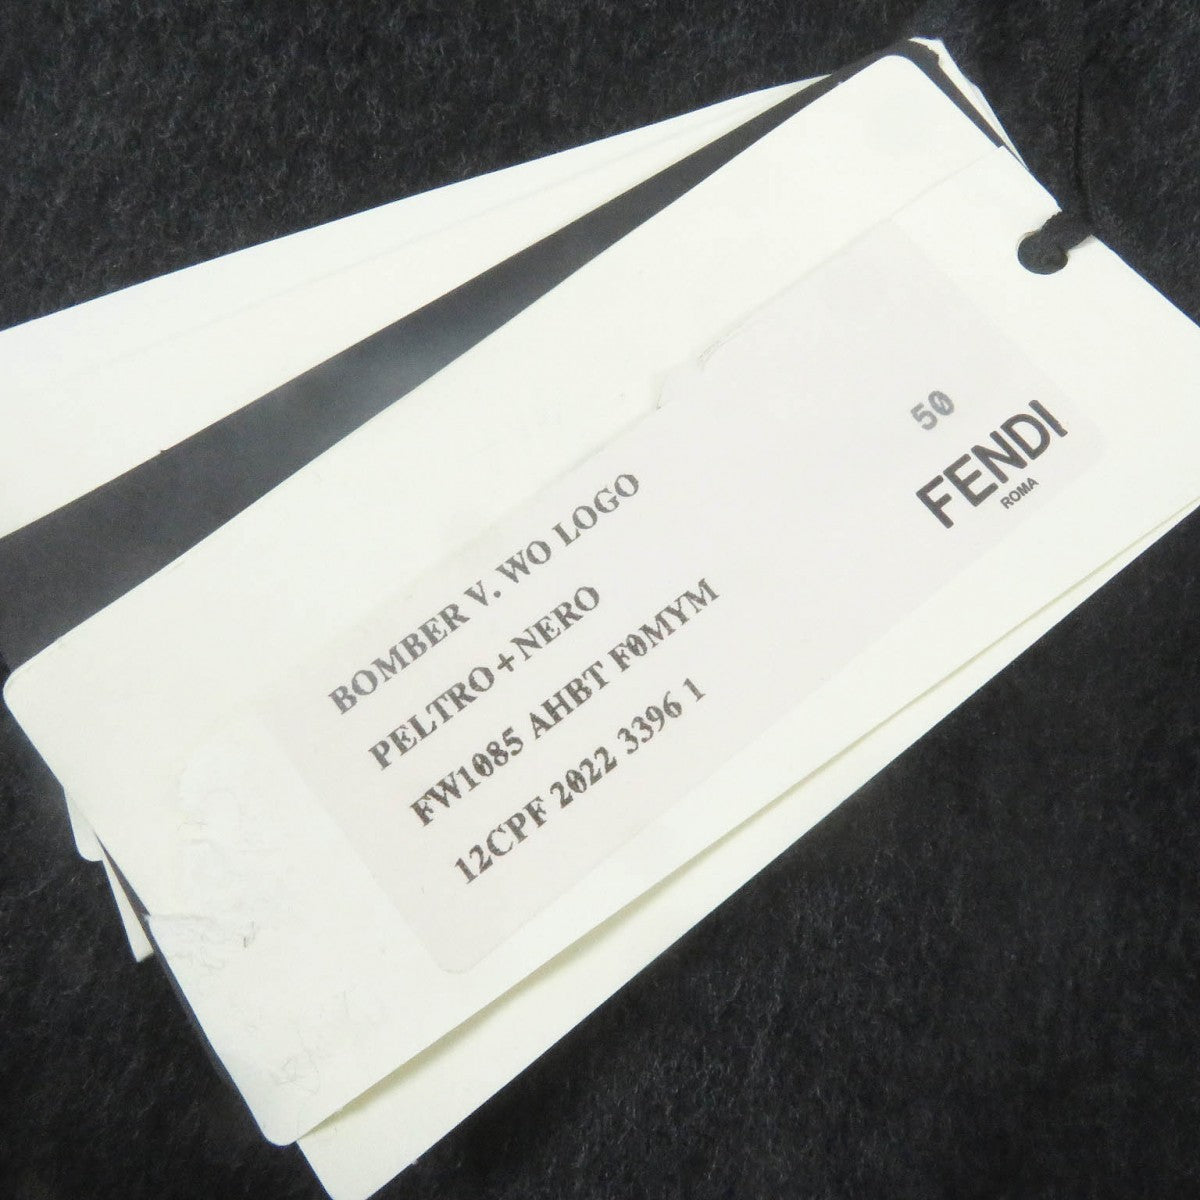 50
FENDI
ROMA
BOMBER V. WO LOGO
PELTRO+NERO
FW1085 AHBT F0MYM
12CPF 2022 3396 1